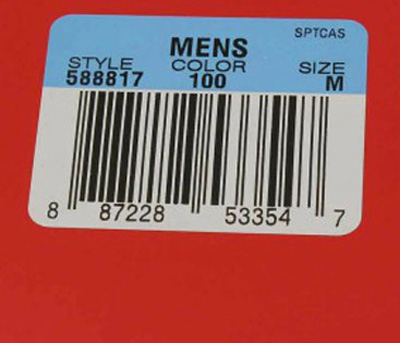 SPTCAS
MENS
STYLE COLOR SIZE
588817 100 M
8 87228 53354 7